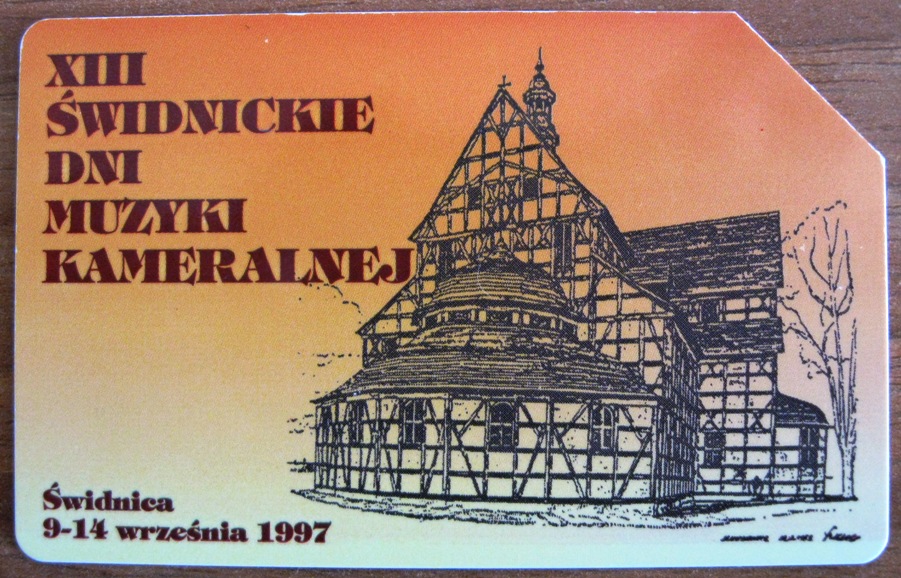 XIII
ŚWIDNICKIE
DNI
MUZYKI
KAMERALNEJ
Świdnica
9-14 września 1997